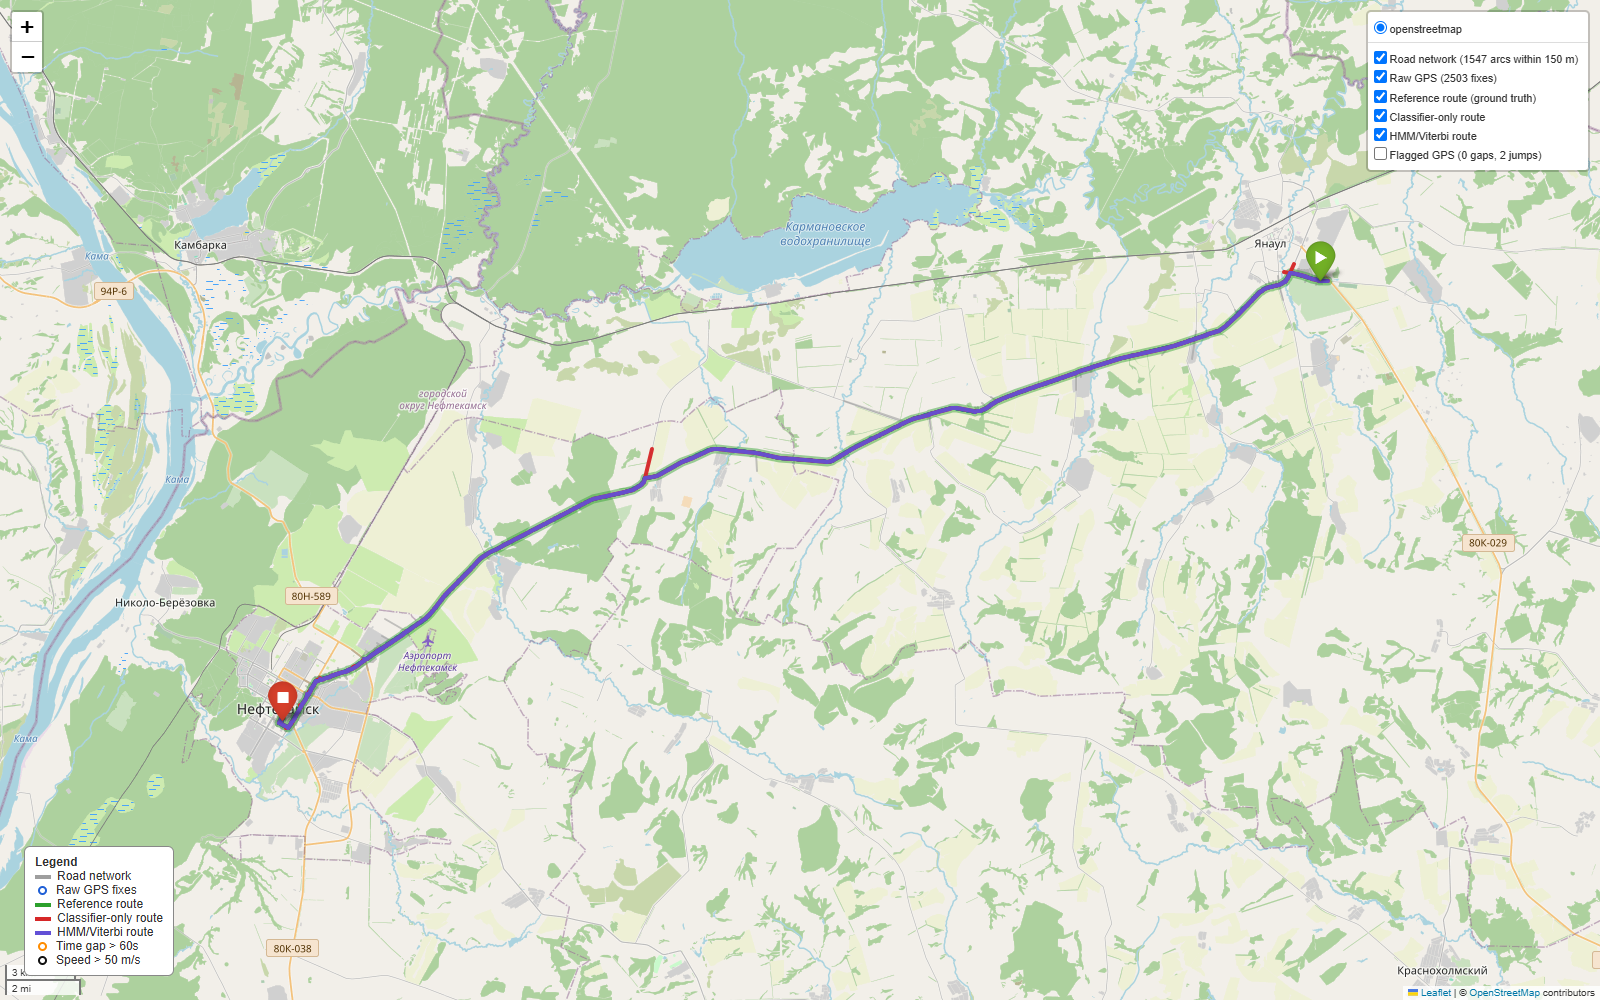 +
−
openstreetmap
Road network (1547 arcs within 150 m)
Raw GPS (2503 fixes)
Reference route (ground truth)
Classifier-only route
HMM/Viterbi route
Flagged GPS (0 gaps, 2 jumps)
Камбарка
Кама
94Р-6
Кармановское
водохранилище
Янаул
городской
округ Нефтекамск
Кама
80К-029
80Н-589
Николо-Берёзовка
Аэропорт
Нефтекамск
Кама
80К-038
Краснохолмский
Legend
Road network
Raw GPS fixes
Reference route
Classifier-only route
HMM/Viterbi route
Time gap > 60s
Speed > 50 m/s
2 mi
Leaflet | © OpenStreetMap contributors